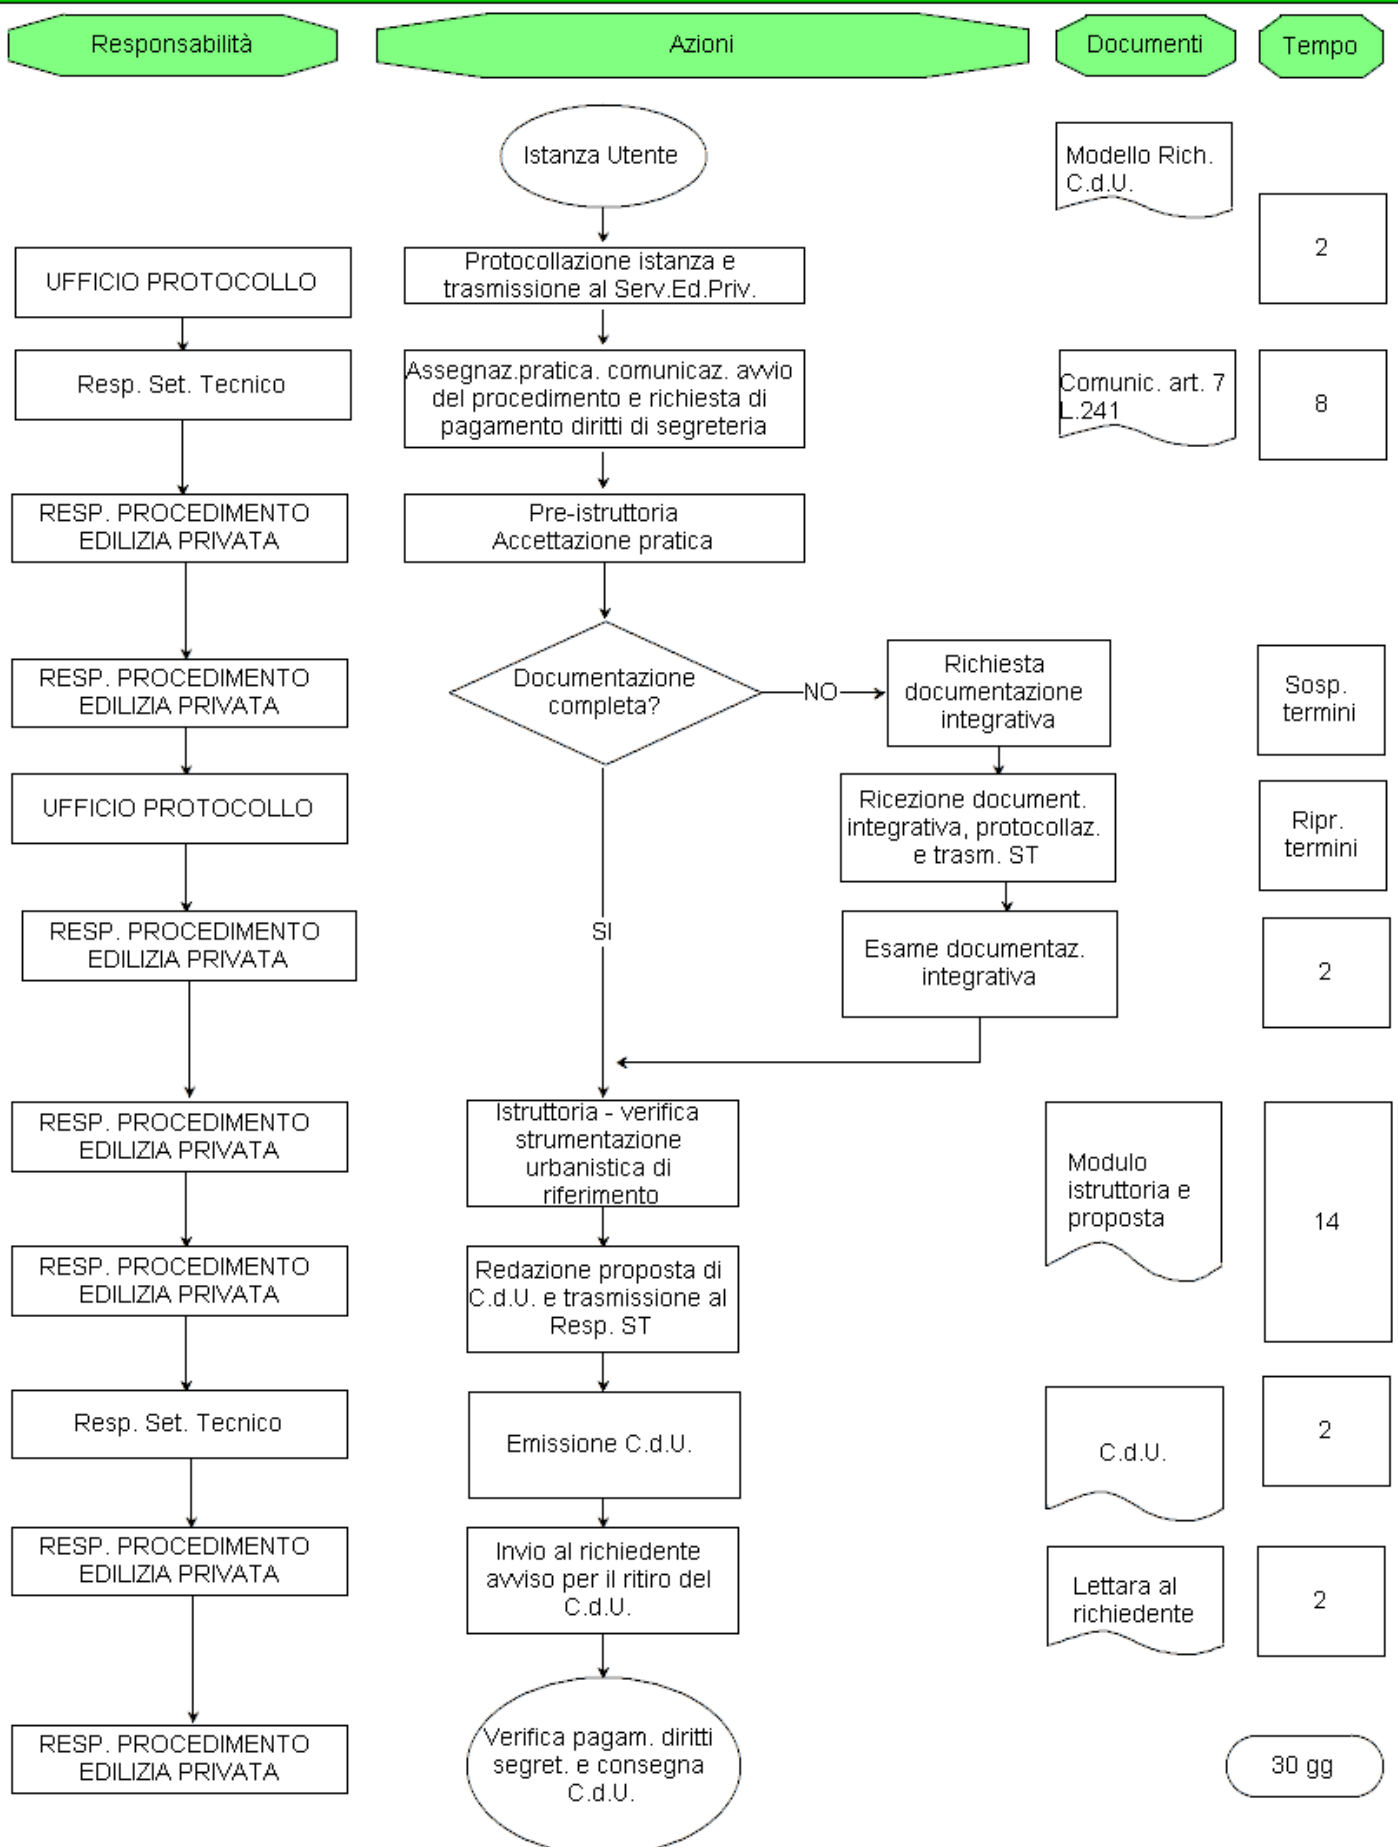 Responsabilità
Azioni
Documenti
Tempo
Istanza Utente
Modello Rich.
C.d.U.
2
UFFICIO PROTOCOLLO
Protocollazione istanza e
trasmissione al Serv.Ed.Priv.
Resp. Set. Tecnico
Assegnaz.pratica. comunicaz. avvio
del procedimento e richiesta di
pagamento diritti di segreteria
Comunic. art. 7
L.241
8
RESP. PROCEDIMENTO
EDILIZIA PRIVATA
Pre-istruttoria
Accettazione pratica
RESP. PROCEDIMENTO
EDILIZIA PRIVATA
Documentazione
completa?
NO
Richiesta
documentazione
integrativa
Sosp.
termini
UFFICIO PROTOCOLLO
Ricezione document.
integrativa, protocollaz.
e trasm. ST
Ripr.
termini
RESP. PROCEDIMENTO
EDILIZIA PRIVATA
SI
Esame documentaz.
integrativa
2
RESP. PROCEDIMENTO
EDILIZIA PRIVATA
Istruttoria - verifica
strumentazione
urbanistica di
riferimento
Modulo
istruttoria e
proposta
14
RESP. PROCEDIMENTO
EDILIZIA PRIVATA
Redazione proposta di
C.d.U. e trasmissione al
Resp. ST
Resp. Set. Tecnico
Emissione C.d.U.
C.d.U.
2
RESP. PROCEDIMENTO
EDILIZIA PRIVATA
Invio al richiedente
avviso per il ritiro del
C.d.U.
Lettara al
richiedente
2
RESP. PROCEDIMENTO
EDILIZIA PRIVATA
Verifica pagam. diritti
segret. e consegna
C.d.U.
30 gg